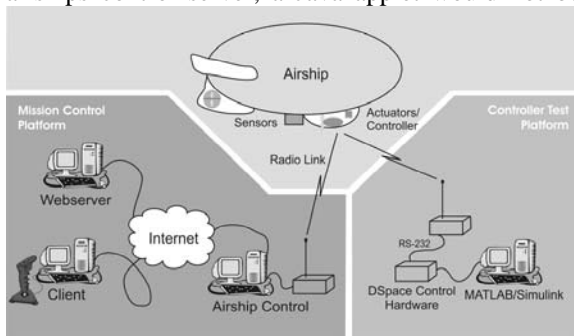 Airship
Mission Control
Platform
Sensors
Actuators/
Controller
Controller Test
Platform
Radio Link
Webserver
Internet
RS-232
Client
Airship Control
DSpace Control
Hardware
MATLAB/Simulink